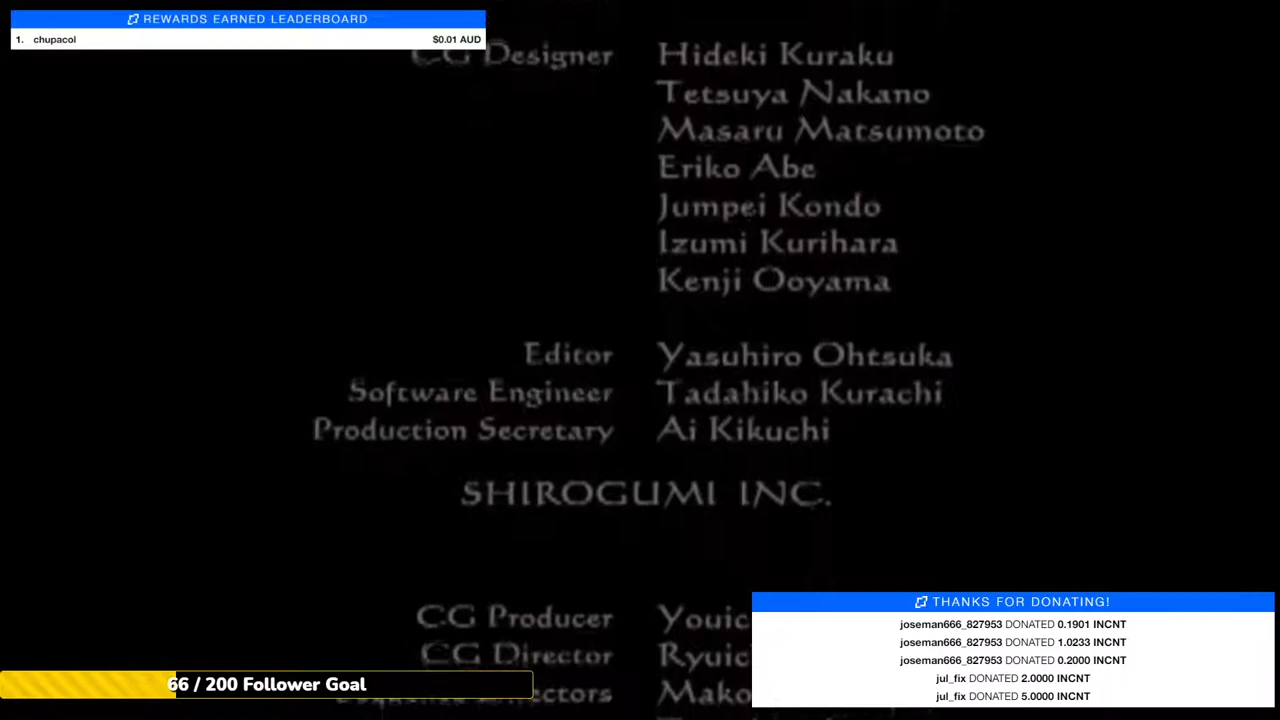 REWARDS EARNED LEADERBOARD
1. chupacol $0.01 AUD
CG Designer Hideki Kuraku
Tetsuya Nakano
Masaru Matsumoto
Eriko Abe
Jumpei Kondo
Izumi Kurihara
Kenji Ooyama
Editor Yasuhiro Ohtsuka
Software Engineer Tadahiko Kurachi
Production Secretary Ai Kikuchi
SHIROGUMI INC.
CG Producer
CG Director
THANKS FOR DONATING!
joseman666_827953 DONATED 0.1901 INCNT
joseman666_827953 DONATED 1.0233 INCNT
joseman666_827953 DONATED 0.2000 INCNT
jul_fix DONATED 2.0000 INCNT
jul_fix DONATED 5.0000 INCNT
66 / 200 Follower Goal